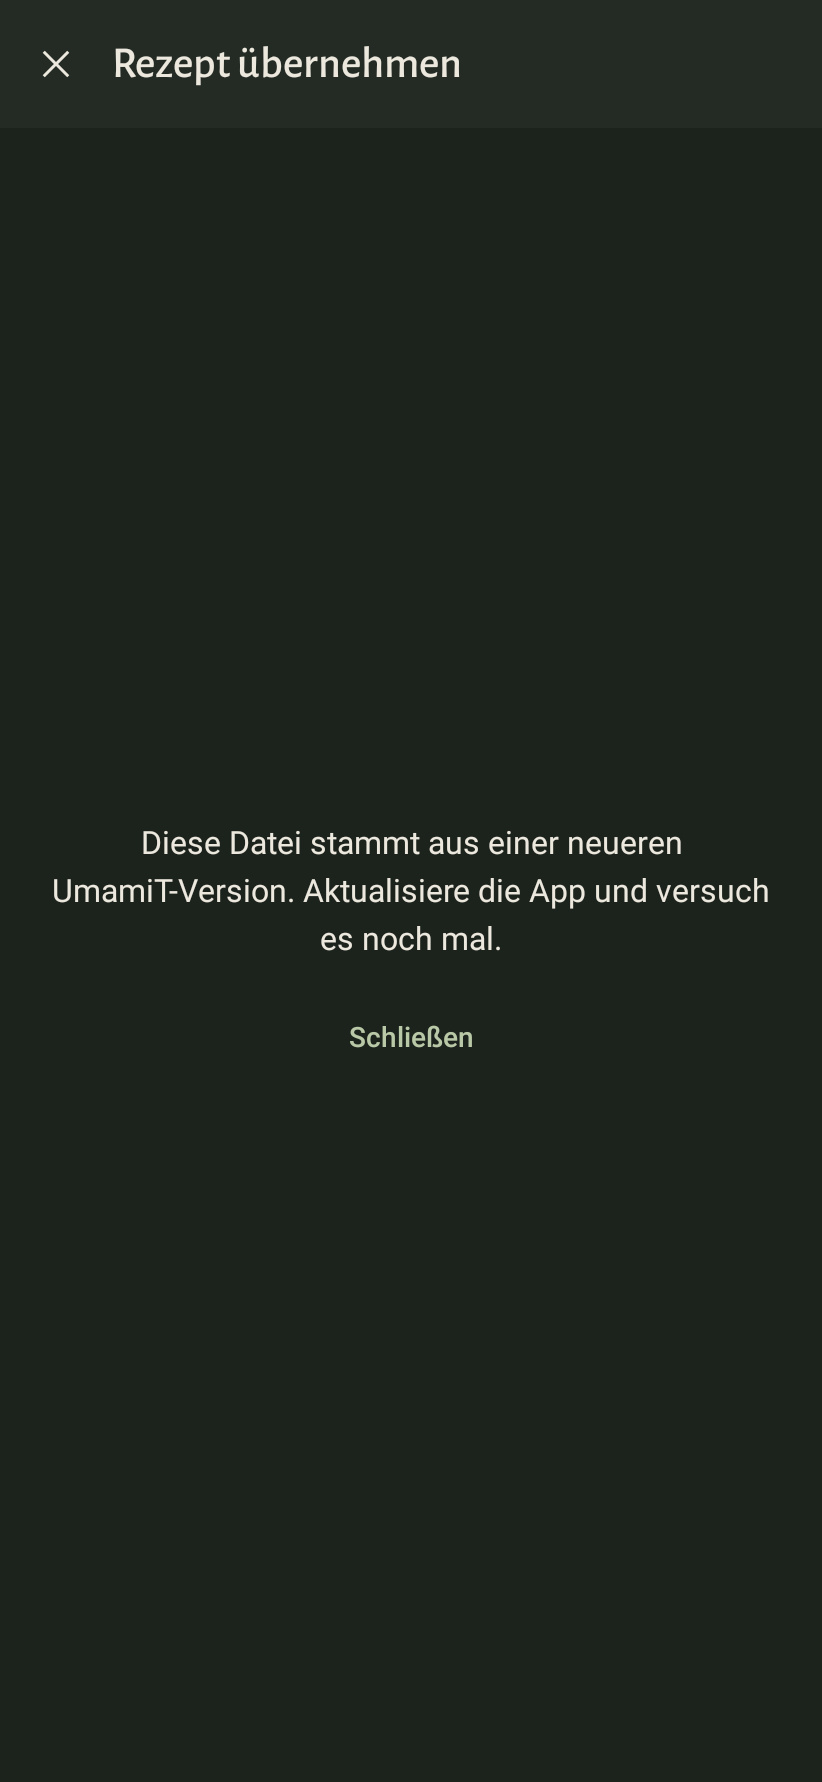 Rezept übernehmen
Diese Datei stammt aus einer neueren
UmamiT-Version. Aktualisiere die App und versuch
es noch mal.
Schließen